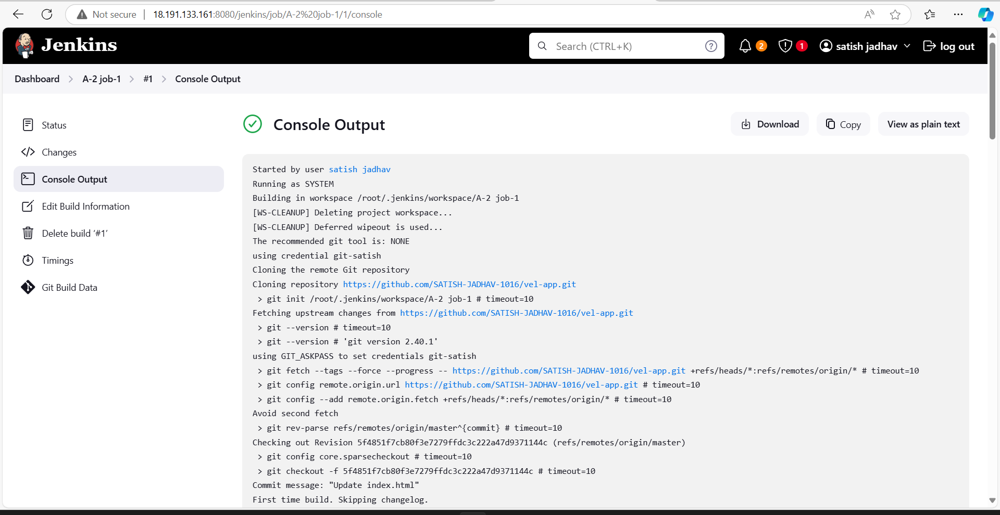 Not secure
18.191.133.161:8080/jenkins/job/A-2%20job-1/1/console
Jenkins
Search (CTRL+K)
2
1
satish jadhav
log out
Dashboard
A-2 job-1
#1
Console Output
Status
Changes
Console Output
Edit Build Information
Delete build ‘#1’
Timings
Git Build Data
Console Output
Download
Copy
View as plain text
Started by user satish jadhav
Running as SYSTEM
Building in workspace /root/.jenkins/workspace/A-2 job-1
[WS-CLEANUP] Deleting project workspace...
[WS-CLEANUP] Deferred wipeout is used...
The recommended git tool is: NONE
using credential git-satish
Cloning the remote Git repository
Cloning repository https://github.com/SATISH-JADHAV-1016/vel-app.git
> git init /root/.jenkins/workspace/A-2 job-1 # timeout=10
Fetching upstream changes from https://github.com/SATISH-JADHAV-1016/vel-app.git
> git --version # timeout=10
> git --version # 'git version 2.40.1'
using GIT_ASKPASS to set credentials git-satish
> git fetch --tags --force --progress -- https://github.com/SATISH-JADHAV-1016/vel-app.git +refs/heads/*:refs/remotes/origin/* # timeout=10
> git config remote.origin.url https://github.com/SATISH-JADHAV-1016/vel-app.git # timeout=10
> git config --add remote.origin.fetch +refs/heads/*:refs/remotes/origin/* # timeout=10
Avoid second fetch
> git rev-parse refs/remotes/origin/master^{commit} # timeout=10
Checking out Revision 5f4851f7cb80f3e7279ffdc3c222a47d9371144c (refs/remotes/origin/master)
> git config core.sparsecheckout # timeout=10
> git checkout -f 5f4851f7cb80f3e7279ffdc3c222a47d9371144c # timeout=10
Commit message: "Update index.html"
First time build. Skipping changelog.